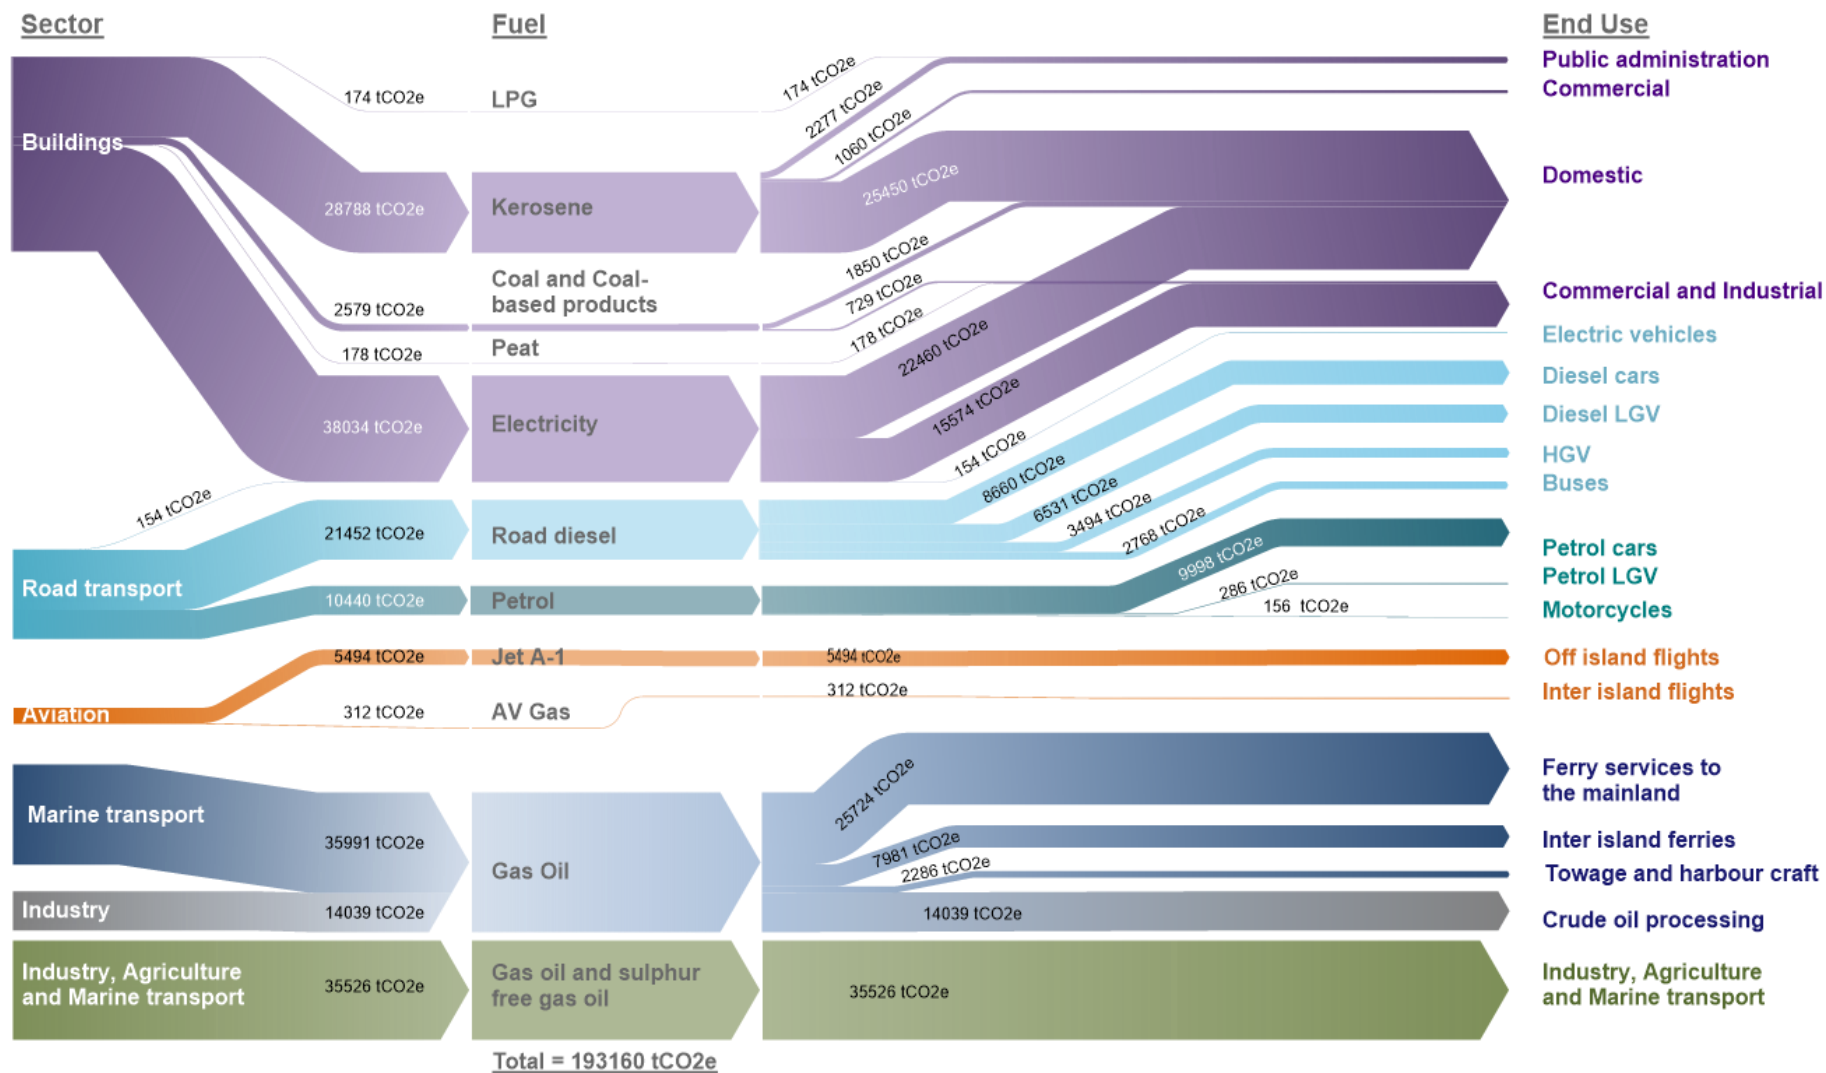 Sector
Fuel
End Use
Public administration
174 tCO2e
LPG
174 tCO2e
2277 tCO2e
Commercial
Buildings
1060 tCO2e
28788 tCO2e
Kerosene
25450 tCO2e
Domestic
2579 tCO2e
Coal and Coal-
based products
1850 tCO2e
729 tCO2e
Commercial and Industrial
178 tCO2e
Peat
178 tCO2e
Electric vehicles
38034 tCO2e
Electricity
22460 tCO2e
15574 tCO2e
Diesel cars
Diesel LGV
154 tCO2e
154 tCO2e
8660 tCO2e
HGV
6531 tCO2e
Buses
Road transport
21452 tCO2e
Road diesel
3494 tCO2e
2768 tCO2e
9998 tCO2e
Petrol cars
10440 tCO2e
Petrol
286 tCO2e
Petrol LGV
156 tCO2e
Motorcycles
5494 tCO2e
Jet A-1
5494 tCO2e
Off island flights
Aviation
312 tCO2e
AV Gas
312 tCO2e
Inter island flights
Marine transport
35991 tCO2e
Gas Oil
25724 tCO2e
Ferry services to
the mainland
7981 tCO2e
Inter island ferries
2286 tCO2e
Towage and harbour craft
Industry
14039 tCO2e
14039 tCO2e
Crude oil processing
Industry, Agriculture
and Marine transport
35526 tCO2e
Gas oil and sulphur
free gas oil
35526 tCO2e
Industry, Agriculture
and Marine transport
Total = 193160 tCO2e